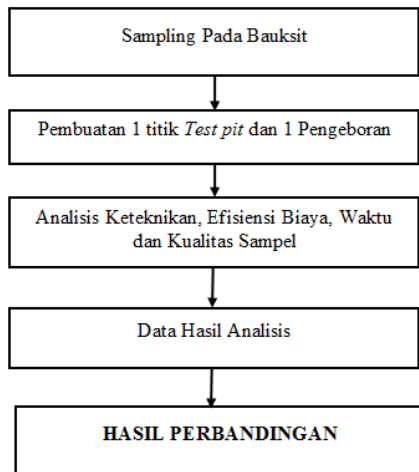 Sampling Pada Bauksit
Pembuatan 1 titik Test pit dan 1 Pengeboran
Analisis Keteknikan, Efisiensi Biaya, Waktu
dan Kualitas Sampel
Data Hasil Analisis
HASIL PERBANDINGAN